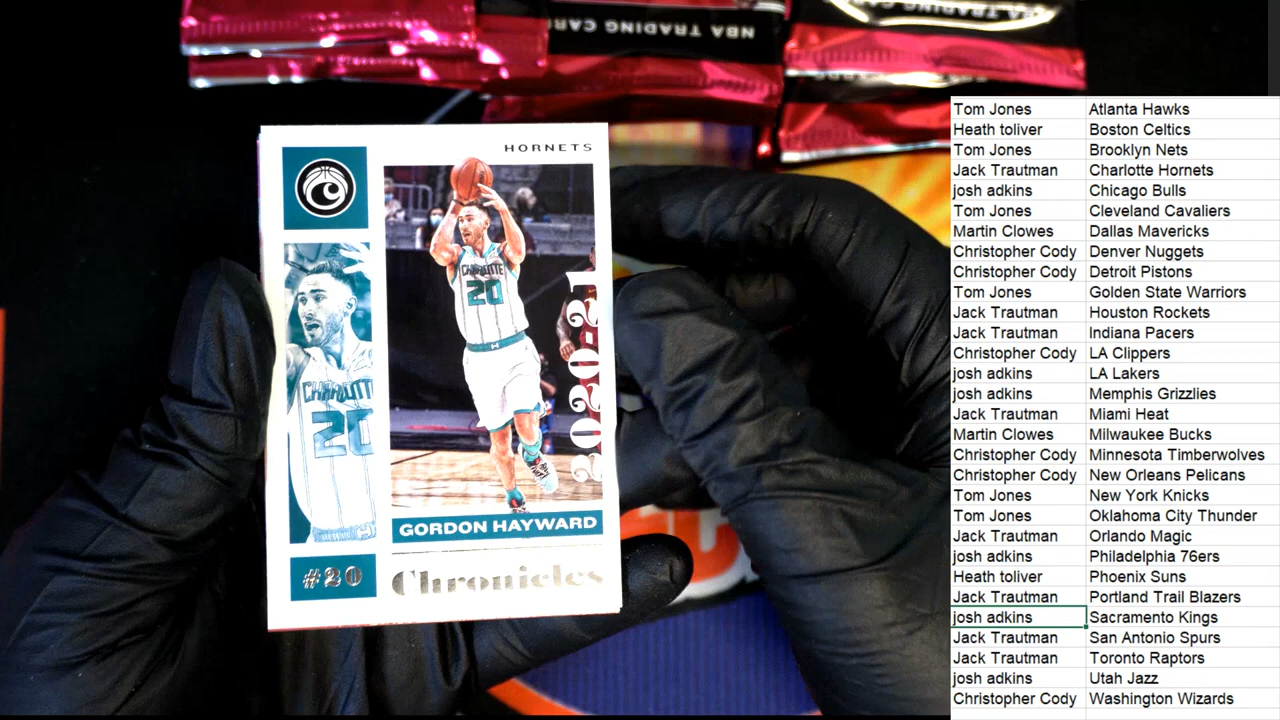 NBA TRADING CAR
NBA TRADING CAR
HORNETS
CHARLOTTE
20
2020-21
CHARLOTT
20
GORDON HAYWARD
#20
Chronicles
Tom Jones Atlanta Hawks
Heath toliver Boston Celtics
Tom Jones Brooklyn Nets
Jack Trautman Charlotte Hornets
josh adkins Chicago Bulls
Tom Jones Cleveland Cavaliers
Martin Clowes Dallas Mavericks
Christopher Cody Denver Nuggets
Christopher Cody Detroit Pistons
Tom Jones Golden State Warriors
Jack Trautman Houston Rockets
Jack Trautman Indiana Pacers
Christopher Cody LA Clippers
josh adkins LA Lakers
josh adkins Memphis Grizzlies
Jack Trautman Miami Heat
Martin Clowes Milwaukee Bucks
Christopher Cody Minnesota Timberwolves
Christopher Cody New Orleans Pelicans
Tom Jones New York Knicks
Tom Jones Oklahoma City Thunder
Jack Trautman Orlando Magic
josh adkins Philadelphia 76ers
Heath toliver Phoenix Suns
Jack Trautman Portland Trail Blazers
josh adkins Sacramento Kings
Jack Trautman San Antonio Spurs
Jack Trautman Toronto Raptors
josh adkins Utah Jazz
Christopher Cody Washington Wizards